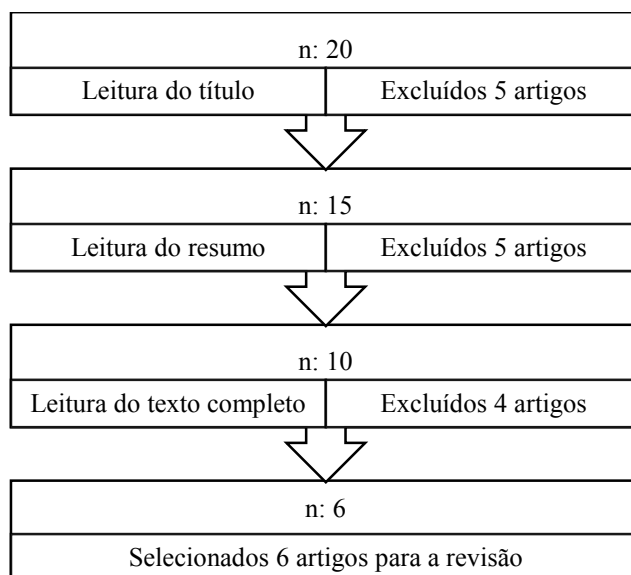 n: 20
Leitura do título
Excluídos 5 artigos
n: 15
Leitura do resumo
Excluídos 5 artigos
n: 10
Leitura do texto completo
Excluídos 4 artigos
n: 6
Selecionados 6 artigos para a revisão